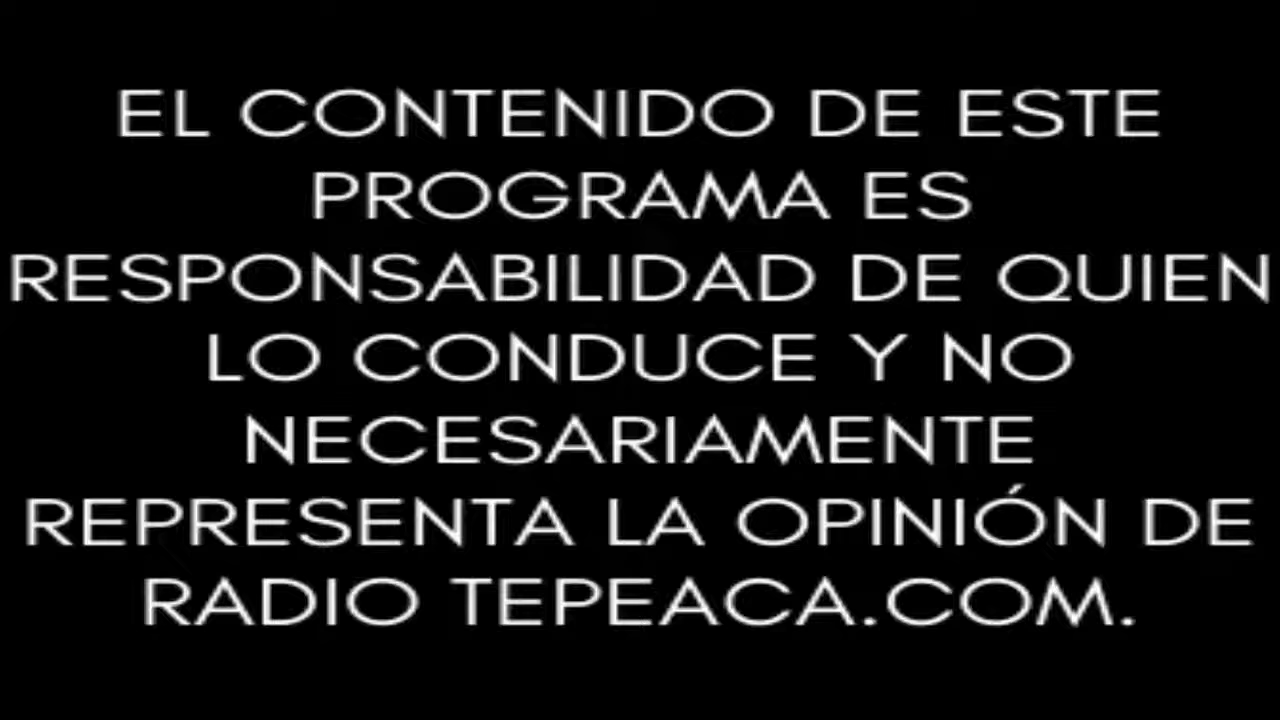 EL CONTENIDO DE ESTE
PROGRAMA ES
RESPONSABILIDAD DE QUIEN
LO CONDUCE Y NO
NECESARIAMENTE
REPRESENTA LA OPINIÓN DE
RADIO TEPEACA.COM.